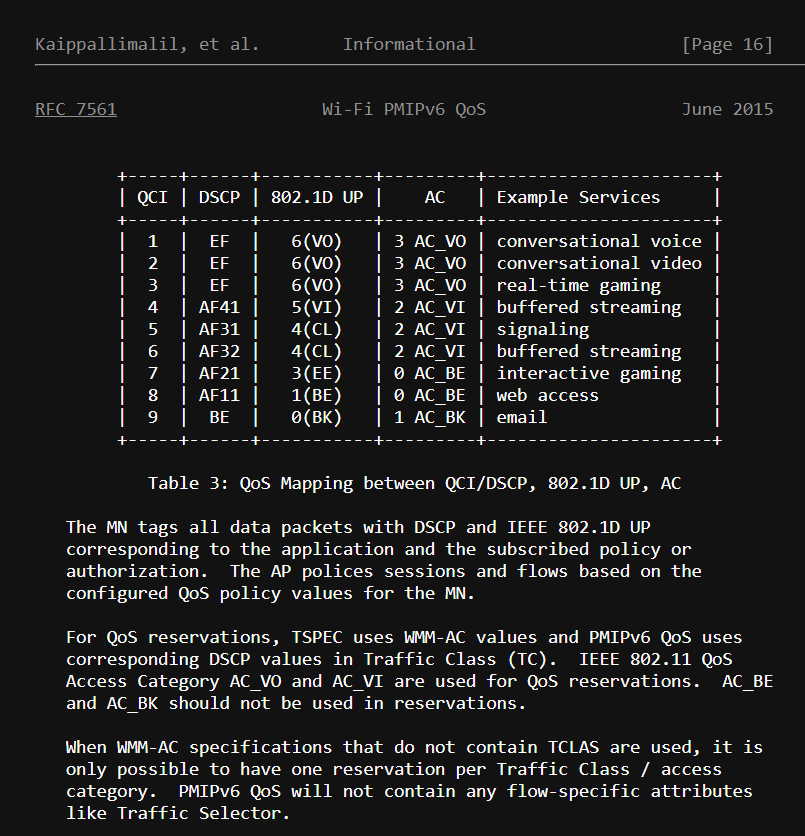 Kaippallimalil, et al.        Informational                    [Page 16]
RFC 7561                    Wi-Fi PMIPv6 QoS                   June 2015
+-----+------+-----------+---------+----------------------+
| QCI | DSCP | 802.1D UP |    AC   | Example Services     |
+-----+------+-----------+---------+----------------------+
|  1  |  EF  |   6(VO)   | 3 AC_VO | conversational voice |
|  2  |  EF  |   6(VO)   | 3 AC_VO | conversational video |
|  3  |  EF  |   6(VO)   | 3 AC_VO | real-time gaming     |
|  4  | AF41 |   5(VI)   | 2 AC_VI | buffered streaming   |
|  5  | AF31 |   4(CL)   | 2 AC_VI | signaling            |
|  6  | AF32 |   4(CL)   | 2 AC_VI | buffered streaming   |
|  7  | AF21 |   3(EE)   | 0 AC_BE | interactive gaming   |
|  8  | AF11 |   1(BE)   | 0 AC_BE | web access           |
|  9  | BE   |   0(BK)   | 1 AC_BK | email                |
+-----+------+-----------+---------+----------------------+
Table 3: QoS Mapping between QCI/DSCP, 802.1D UP, AC
The MN tags all data packets with DSCP and IEEE 802.1D UP
corresponding to the application and the subscribed policy or
authorization.  The AP polices sessions and flows based on the
configured QoS policy values for the MN.
For QoS reservations, TSPEC uses WMM-AC values and PMIPv6 QoS uses
corresponding DSCP values in Traffic Class (TC).  IEEE 802.11 QoS
Access Category AC_VO and AC_VI are used for QoS reservations.  AC_BE
and AC_BK should not be used in reservations.
When WMM-AC specifications that do not contain TCLAS are used, it is
only possible to have one reservation per Traffic Class / access
category.  PMIPv6 QoS will not contain any flow-specific attributes
like Traffic Selector.